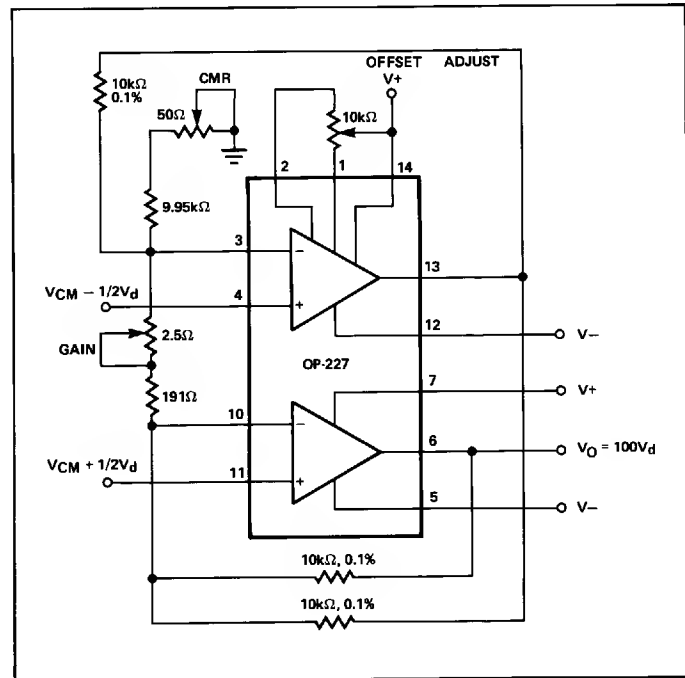 OFFSET ADJUST
V+
CMR
10kΩ
0.1%
50Ω
10kΩ
2
1
14
9.95kΩ
3
−
13
VCM − 1/2Vd
4
+
12
V−
GAIN
2.5Ω
OP-227
7
V+
191Ω
10
−
6
VO = 100Vd
VCM + 1/2Vd
11
+
5
V−
10kΩ, 0.1%
10kΩ, 0.1%